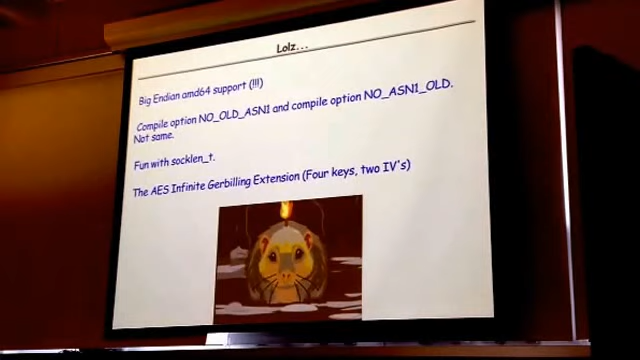 Lolz...
Big Endian amd64 support (!!!)
Compile option NO_OLD_ASN1 and compile option NO_ASN1_OLD.
Not same.
Fun with socklen_t.
The AES Infinite Gerbilling Extension (Four keys, two IV's)